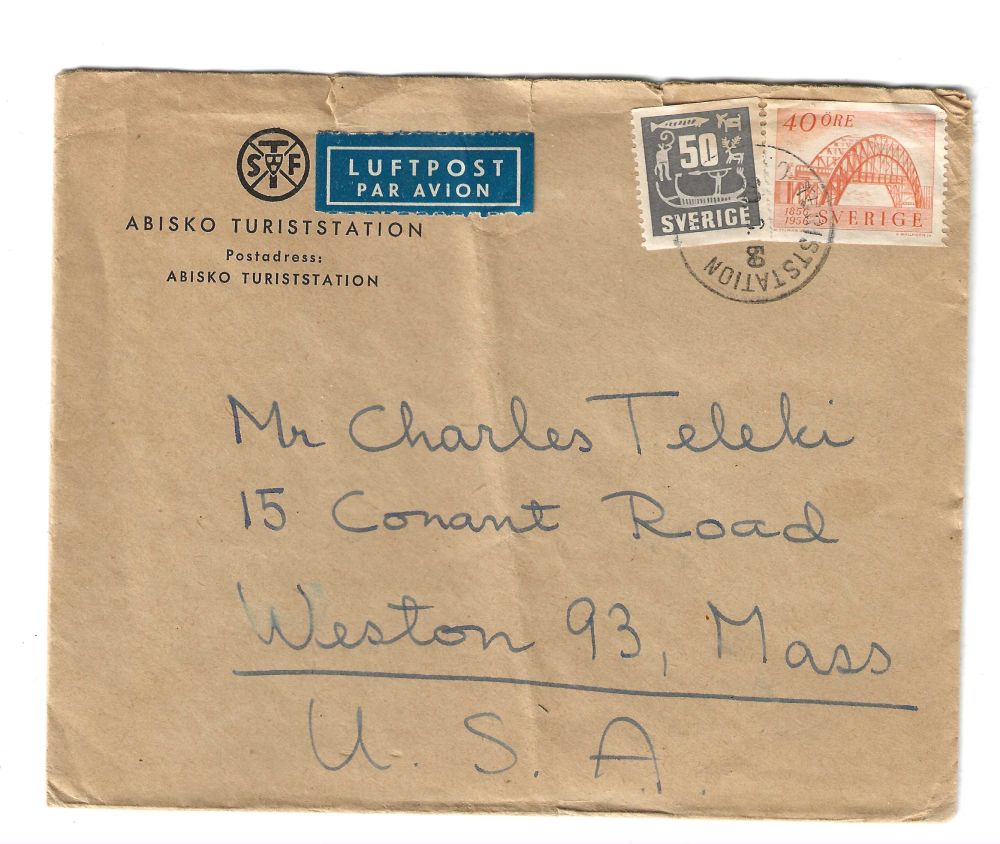 STF
LUFTPOST
PAR AVION
ABISKO TURISTSTATION
Postadress:
ABISKO TURISTSTATION
50
SVERIGE
40 ÖRE
SVERIGE
TURISTSTATION
Mr Charles Teleki
15 Conant Road
Weston 93, Mass
U. S. A.